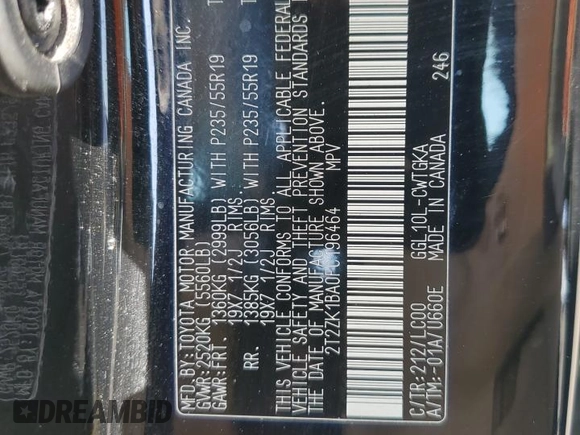 MFD. BY: TOYOTA MOTOR MANUFACTURING CANADA INC.
GVWR: 2520KG (5560LB)
GAWR: FRT. 1360KG (2999LB) WITH P235/55R19
19X7 1/2J RIMS
RR. 1385KG (3056LB) WITH P235/55R19
19X7 1/2J RIMS
THIS VEHICLE CONFORMS TO ALL APPLICABLE FEDERAL
VEHICLE SAFETY AND THEFT PREVENTION STANDARDS
DATE OF MANUFACTURE SHOWN ABOVE.
MPV
C/TR:212/LC00 GGL10L-CWTGKA
A/TM:-01A/U660E MADE IN CANADA
246
DREAMBID